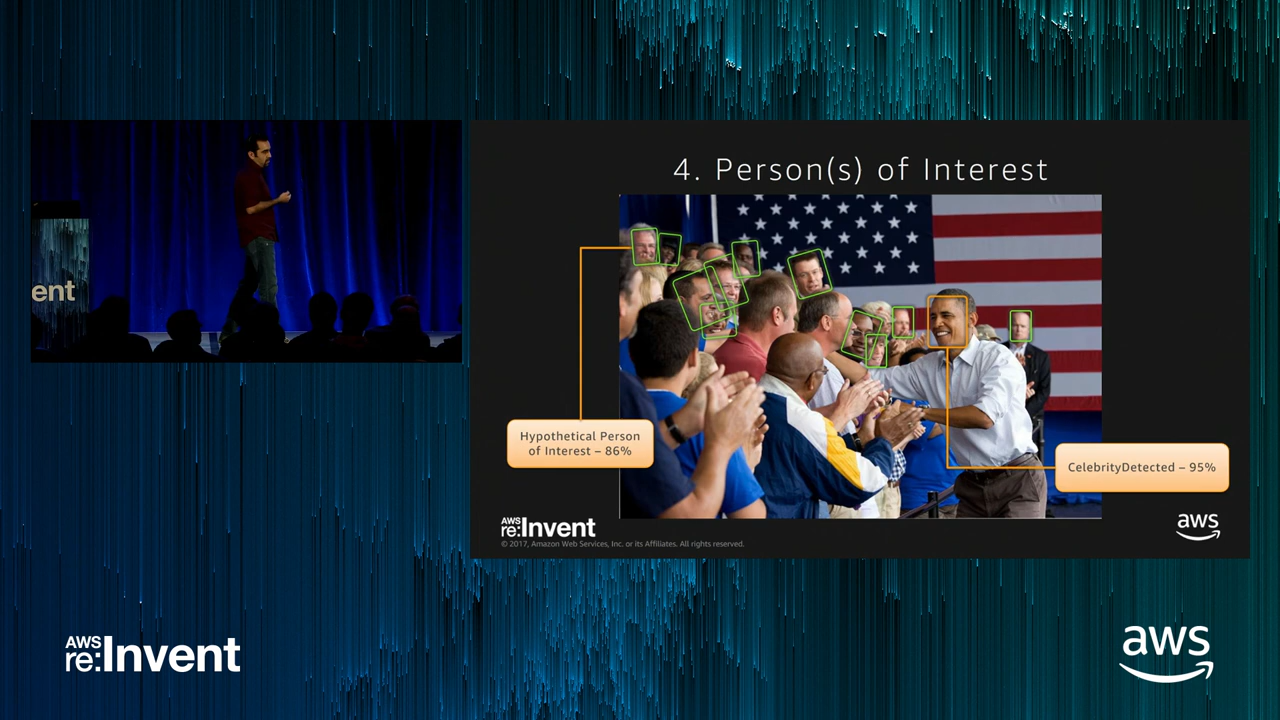 ent
4. Person(s) of Interest
Hypothetical Person
of Interest – 86%
CelebrityDetected – 95%
AWS
re:Invent
© 2017, Amazon Web Services, Inc. or its Affiliates. All rights reserved.
aws
AWS
re:Invent
aws